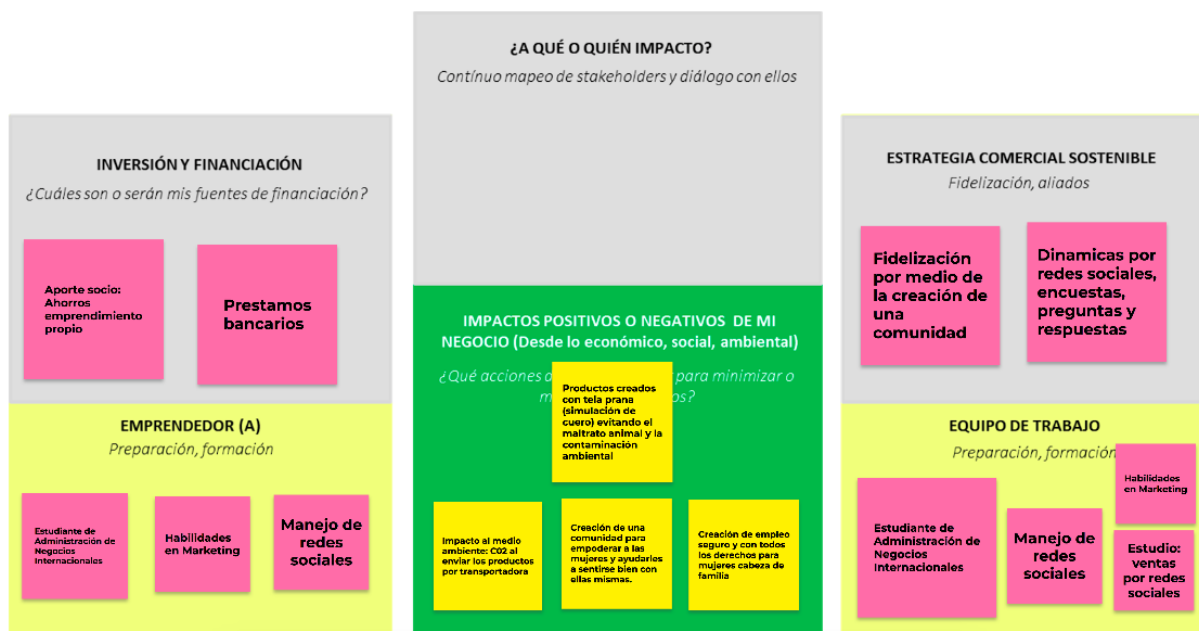 ¿A QUÉ O QUIÉN IMPACTO?
Contínuo mapeo de stakeholders y diálogo con ellos
INVERSIÓN Y FINANCIACIÓN
¿Cuáles son o serán mis fuentes de financiación?
Aporte socio:
Ahorros
emprendimiento
propio
Prestamos
bancarios
ESTRATEGIA COMERCIAL SOSTENIBLE
Fidelización, aliados
Fidelización
por medio de
la creación de
una
comunidad
Dinamicas por
redes sociales,
encuestas,
preguntas y
respuestas
IMPACTOS POSITIVOS O NEGATIVOS DE MI
NEGOCIO (Desde lo económico, social, ambiental)
¿Qué acciones para minimizar o
Productos creados
con tela prana
(simulación de
cuero) evitando el
maltrato animal y la
contaminación
ambiental
Impacto al medio
ambiente: C02 al
enviar los productos
por transportadora
Creación de una
comunidad para
empoderar a las
mujeres y ayudarles
a sentirse bien con
ellas mismas.
Creación de empleo
seguro y con todos
los derechos para
mujeres cabeza de
família
EMPRENDEDOR (A)
Preparación, formación
Estudiante de
Administración de
Negocios
Internacionales
Habilidades
en Marketing
Manejo de
redes
sociales
EQUIPO DE TRABAJO
Preparación, formación
Estudiante de
Administración de
Negocios
Internacionales
Manejo de
redes
sociales
Habilidades
en Marketing
Estudio:
ventas
por redes
sociales